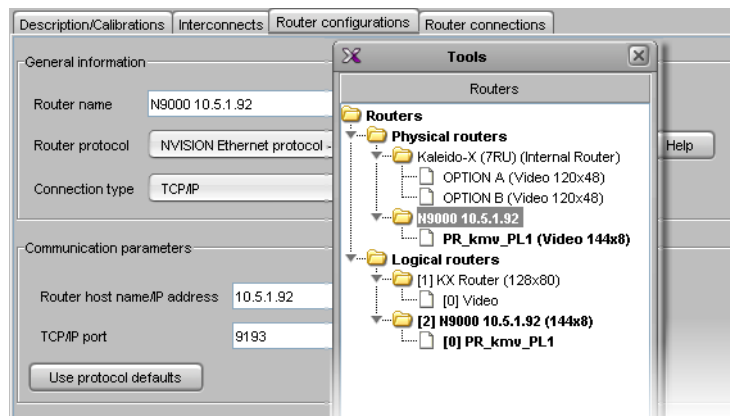 Description/Calibrations Interconnects Router configurations Router connections
General information
Router name N9000 10.5.1.92
Router protocol NVISION Ethernet protocol - Help
Connection type TCP/IP
Communication parameters
Router host name/IP address 10.5.1.92
TCP/IP port 9193
Use protocol defaults
Tools
Routers
Routers
Physical routers
Kaleido-X (7RU) (Internal Router)
OPTION A (Video 120x48)
OPTION B (Video 120x48)
N9000 10.5.1.92
PR_kmv_PL1 (Video 144x8)
Logical routers
[1] KX Router (128x80)
[0] Video
[2] N9000 10.5.1.92 (144x8)
[0] PR_kmv_PL1